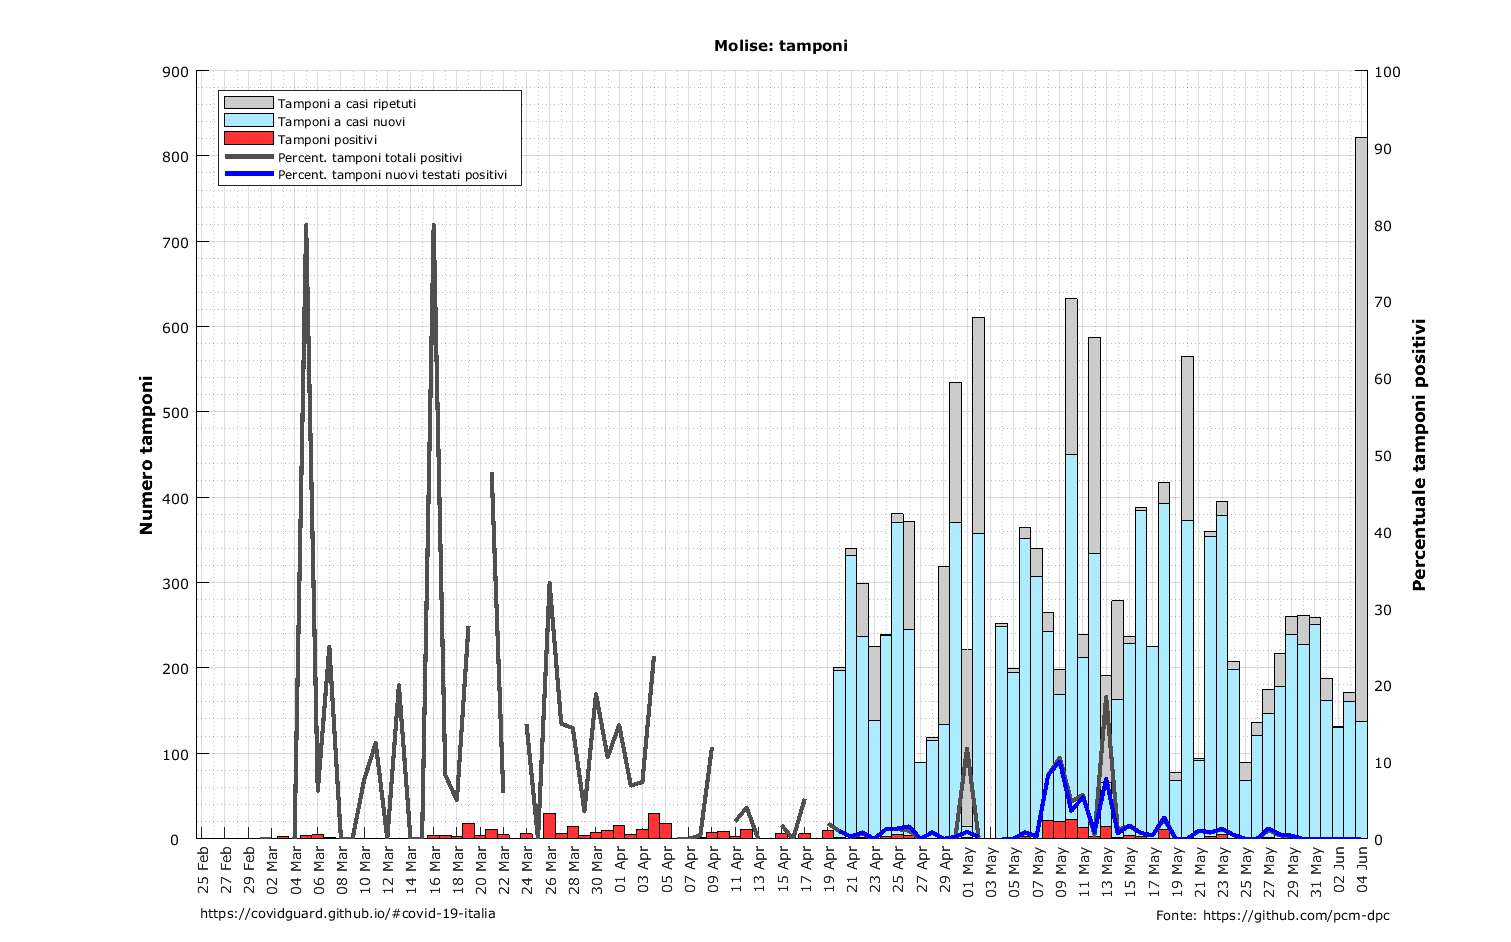 Molise: tamponi
Tamponi a casi ripetuti
Tamponi a casi nuovi
Tamponi positivi
Percent. tamponi totali positivi
Percent. tamponi nuovi testati positivi
Numero tamponi
900
800
700
600
500
400
300
200
100
0
100
90
80
70
60
50
40
30
20
10
0
Percentuale tamponi positivi
25 Feb
27 Feb
29 Feb
02 Mar
04 Mar
06 Mar
08 Mar
10 Mar
12 Mar
14 Mar
16 Mar
18 Mar
20 Mar
22 Mar
24 Mar
26 Mar
28 Mar
30 Mar
01 Apr
03 Apr
05 Apr
07 Apr
09 Apr
11 Apr
13 Apr
15 Apr
17 Apr
19 Apr
21 Apr
23 Apr
25 Apr
27 Apr
29 Apr
01 May
03 May
05 May
07 May
09 May
11 May
13 May
15 May
17 May
19 May
21 May
23 May
25 May
27 May
29 May
31 May
02 Jun
04 Jun
https://covidguard.github.io/#covid-19-italia
Fonte: https://github.com/pcm-dpc